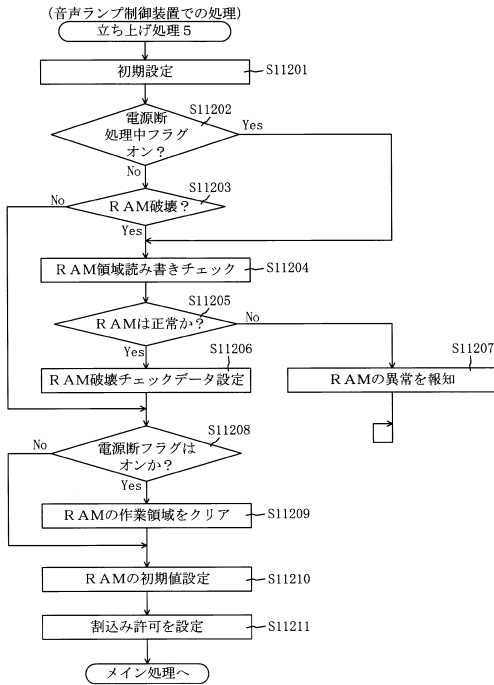 (音声ランプ制御装置での処理)
立ち上げ処理5
初期設定
S11201
電源断
処理中フラグ
オン?
S11202
Yes
No
RAM破壊?
S11203
No
Yes
RAM領域読み書きチェック
S11204
RAMは正常か?
S11205
No
Yes
RAM破壊チェックデータ設定
S11206
RAMの異常を報知
S11207
電源断フラグは
オンか?
S11208
No
Yes
RAMの作業領域をクリア
S11209
RAMの初期値設定
S11210
割込み許可を設定
S11211
メイン処理へ